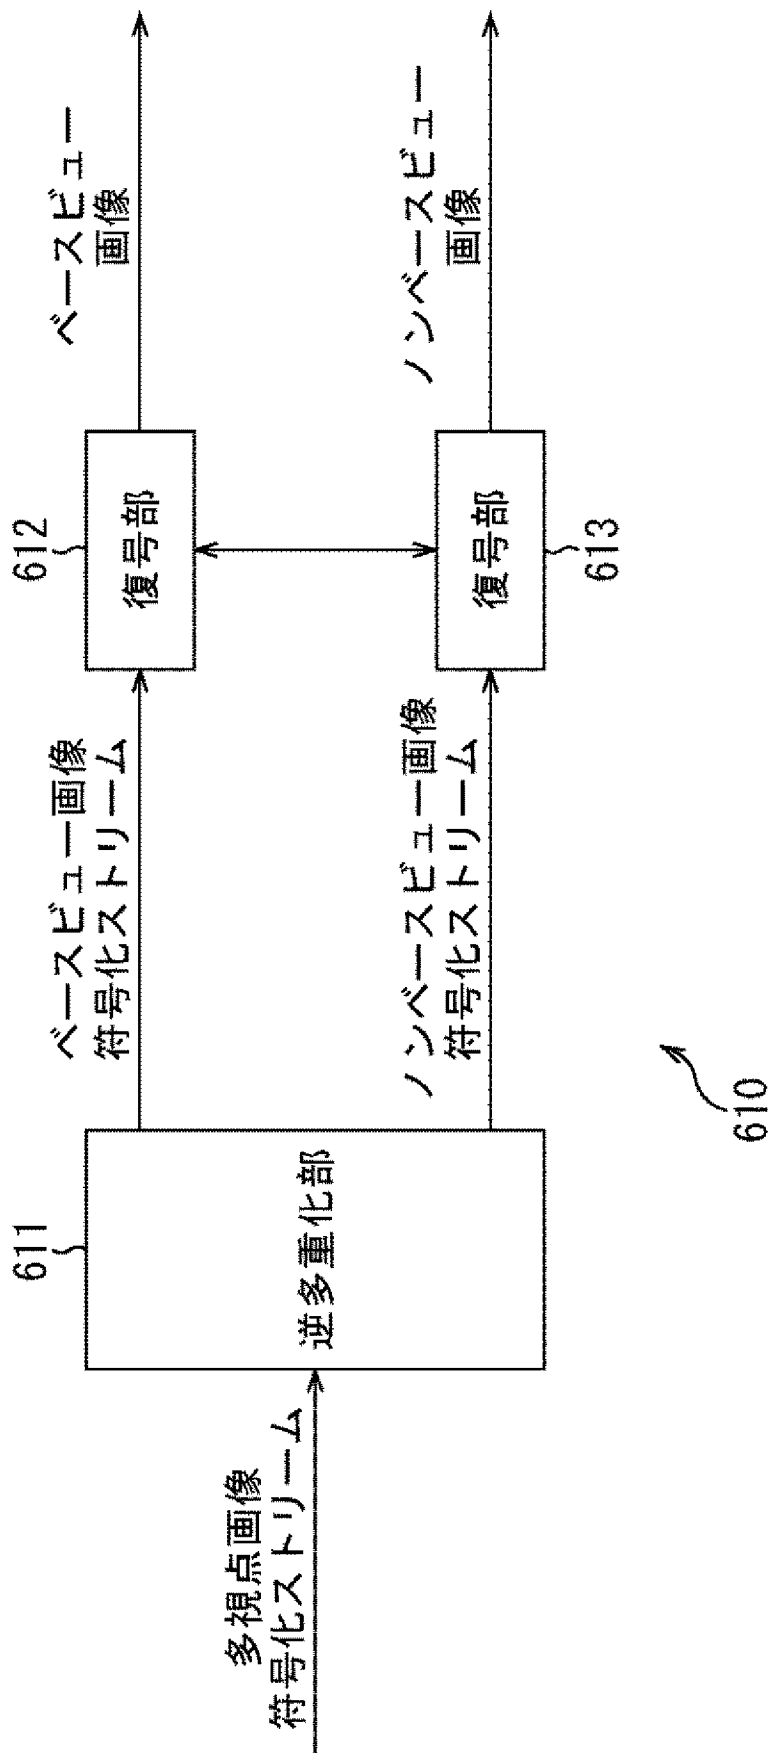 多視点画像
符号化ストリーム
611
逆多重化部
ベースビュー画像
符号化ストリーム
612
復号部
ベースビュー
画像
ノンベースビュー画像
符号化ストリーム
復号部
613
ノンベースビュー
画像
610